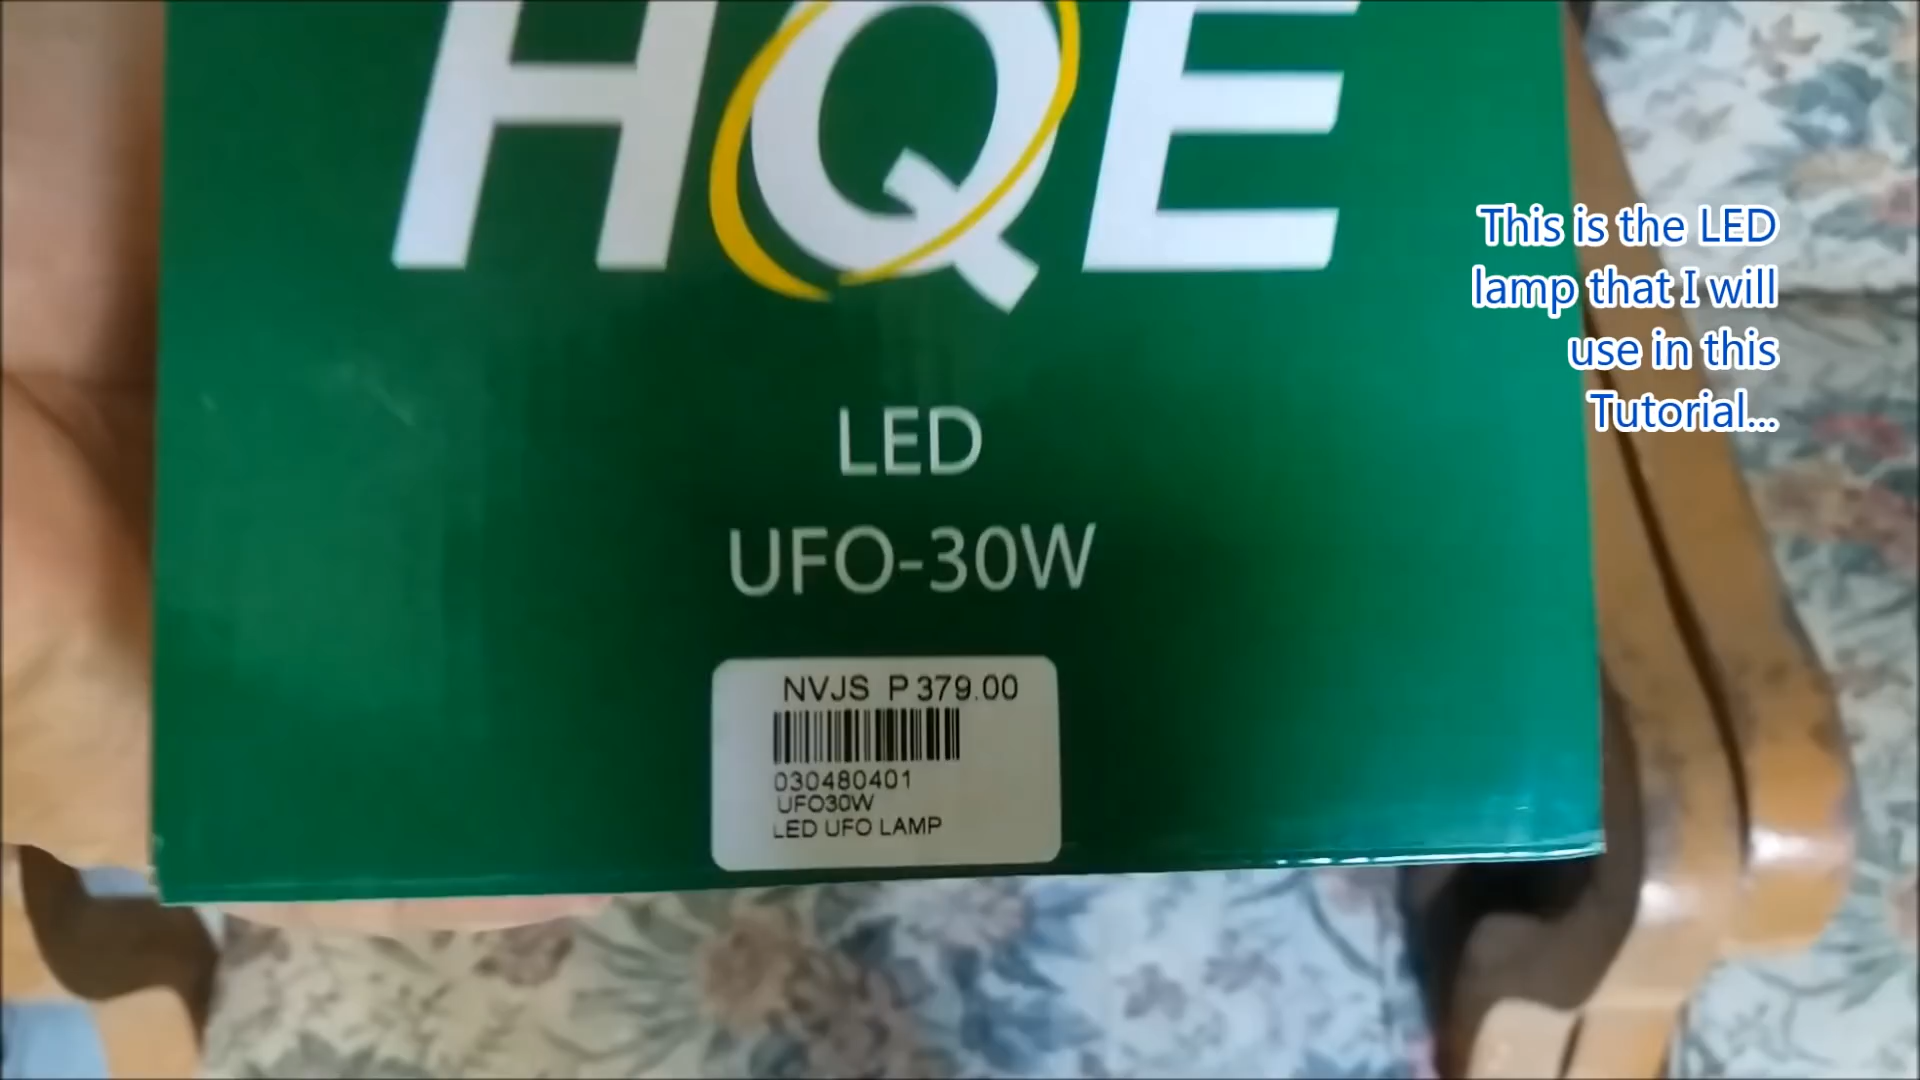 HQE
LED
UFO-30W
NVJS P 379.00
030480401
UFO30W
LED UFO LAMP
This is the LED
lamp that I will
use in this
Tutorial...